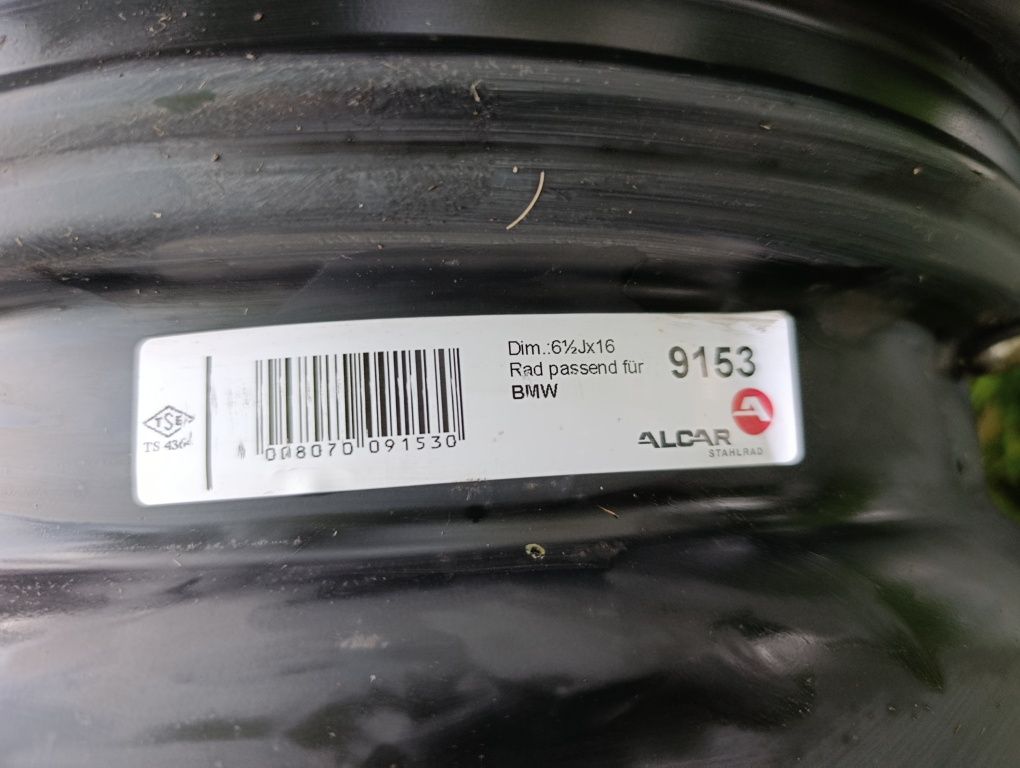 TSE
TS 4364
008070 091530
Dim.:6½Jx16
Rad passend für
BMW
9153
ALCAR
STAHLRAD